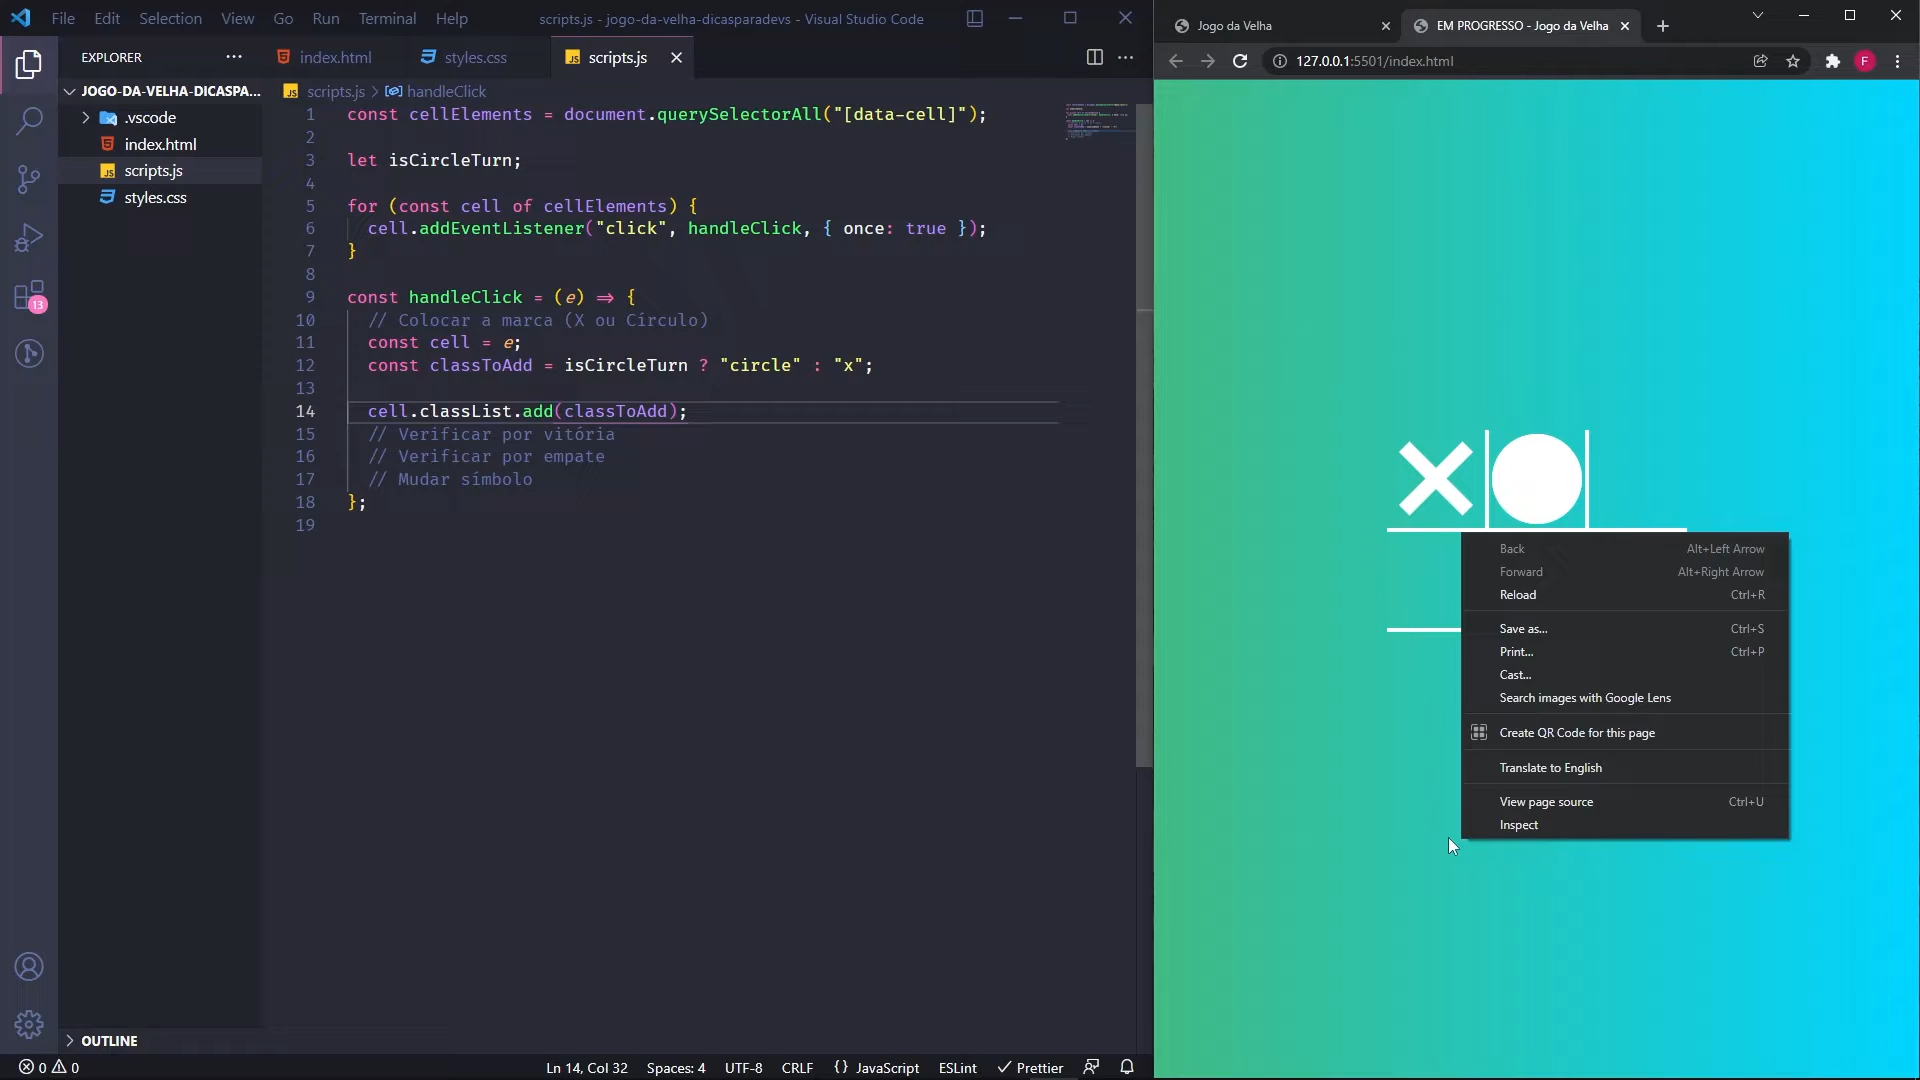 File Edit Selection View Go Run Terminal Help
scripts.js - jogo-da-velha-dicasparadevs - Visual Studio Code
EXPLORER
JOGO-DA-VELHA-DICASPA...
.vscode
index.html
scripts.js
styles.css
13
OUTLINE
index.html
styles.css
scripts.js
scripts.js > handleClick
1 const cellElements = document.querySelectorAll("[data-cell]");
2
3 let isCircleTurn;
4
5 for (const cell of cellElements) {
6 cell.addEventListener("click", handleClick, { once: true });
7 }
8
9 const handleClick = (e) => {
10 // Colocar a marca (X ou Círculo)
11 const cell = e;
12 const classToAdd = isCircleTurn ? "circle" : "x";
13
14 cell.classList.add(classToAdd);
15 // Verificar por vitória
16 // Verificar por empate
17 // Mudar símbolo
18 };
19
0 0
Ln 14, Col 32 Spaces: 4 UTF-8 CRLF {} JavaScript ESLint Prettier
Jogo da Velha
EM PROGRESSO - Jogo da Velha
127.0.0.1:5501/index.html
F
Back Alt+Left Arrow
Forward Alt+Right Arrow
Reload Ctrl+R
Save as... Ctrl+S
Print... Ctrl+P
Cast...
Search images with Google Lens
Create QR Code for this page
Translate to English
View page source Ctrl+U
Inspect